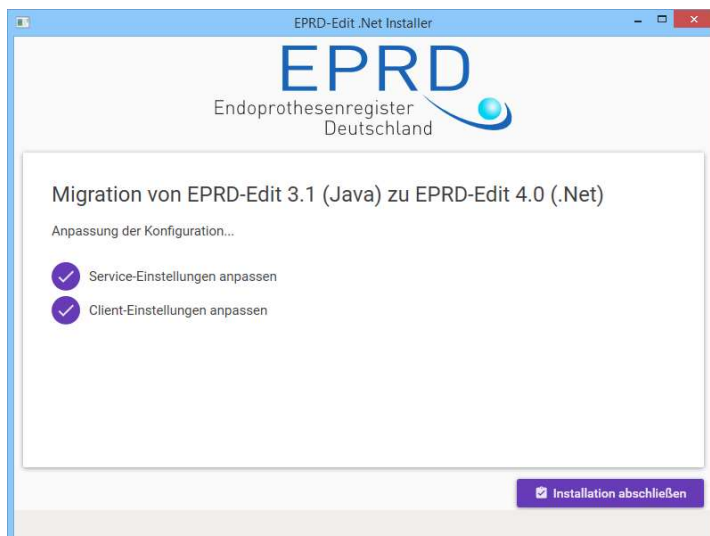 EPRD-Edit .Net Installer
EPRD
Endoprothesenregister
Deutschland
Migration von EPRD-Edit 3.1 (Java) zu EPRD-Edit 4.0 (.Net)
Anpassung der Konfiguration...
Service-Einstellungen anpassen
Client-Einstellungen anpassen
Installation abschließen